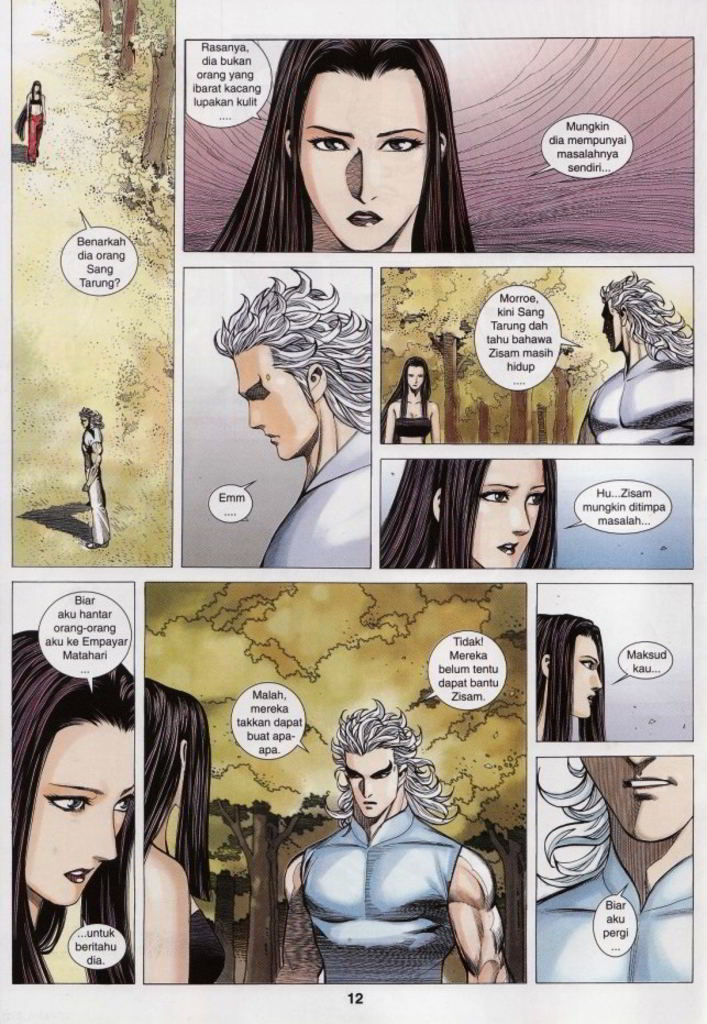 Benarkah
dia orang
Sang
Tarung?
Rasanya,
dia bukan
orang yang
ibarat kacang
lupakan kulit
....
Mungkin
dia mempunyai
masalahnya
sendiri...
Emm
....
Morroe,
kini Sang
Tarung dah
tahu bahawa
Zisam masih
hidup
....
Hu...Zisam
mungkin ditimpa
masalah...
Biar
aku hantar
orang-orang
aku ke Empayar
Matahari
...
...untuk
beritahu
dia.
Tidak!
Mereka
belum tentu
dapat bantu
Zisam.
Malah,
mereka
takkan dapat
buat apa-
apa.
Maksud
kau...
Biar
aku
pergi
...
12